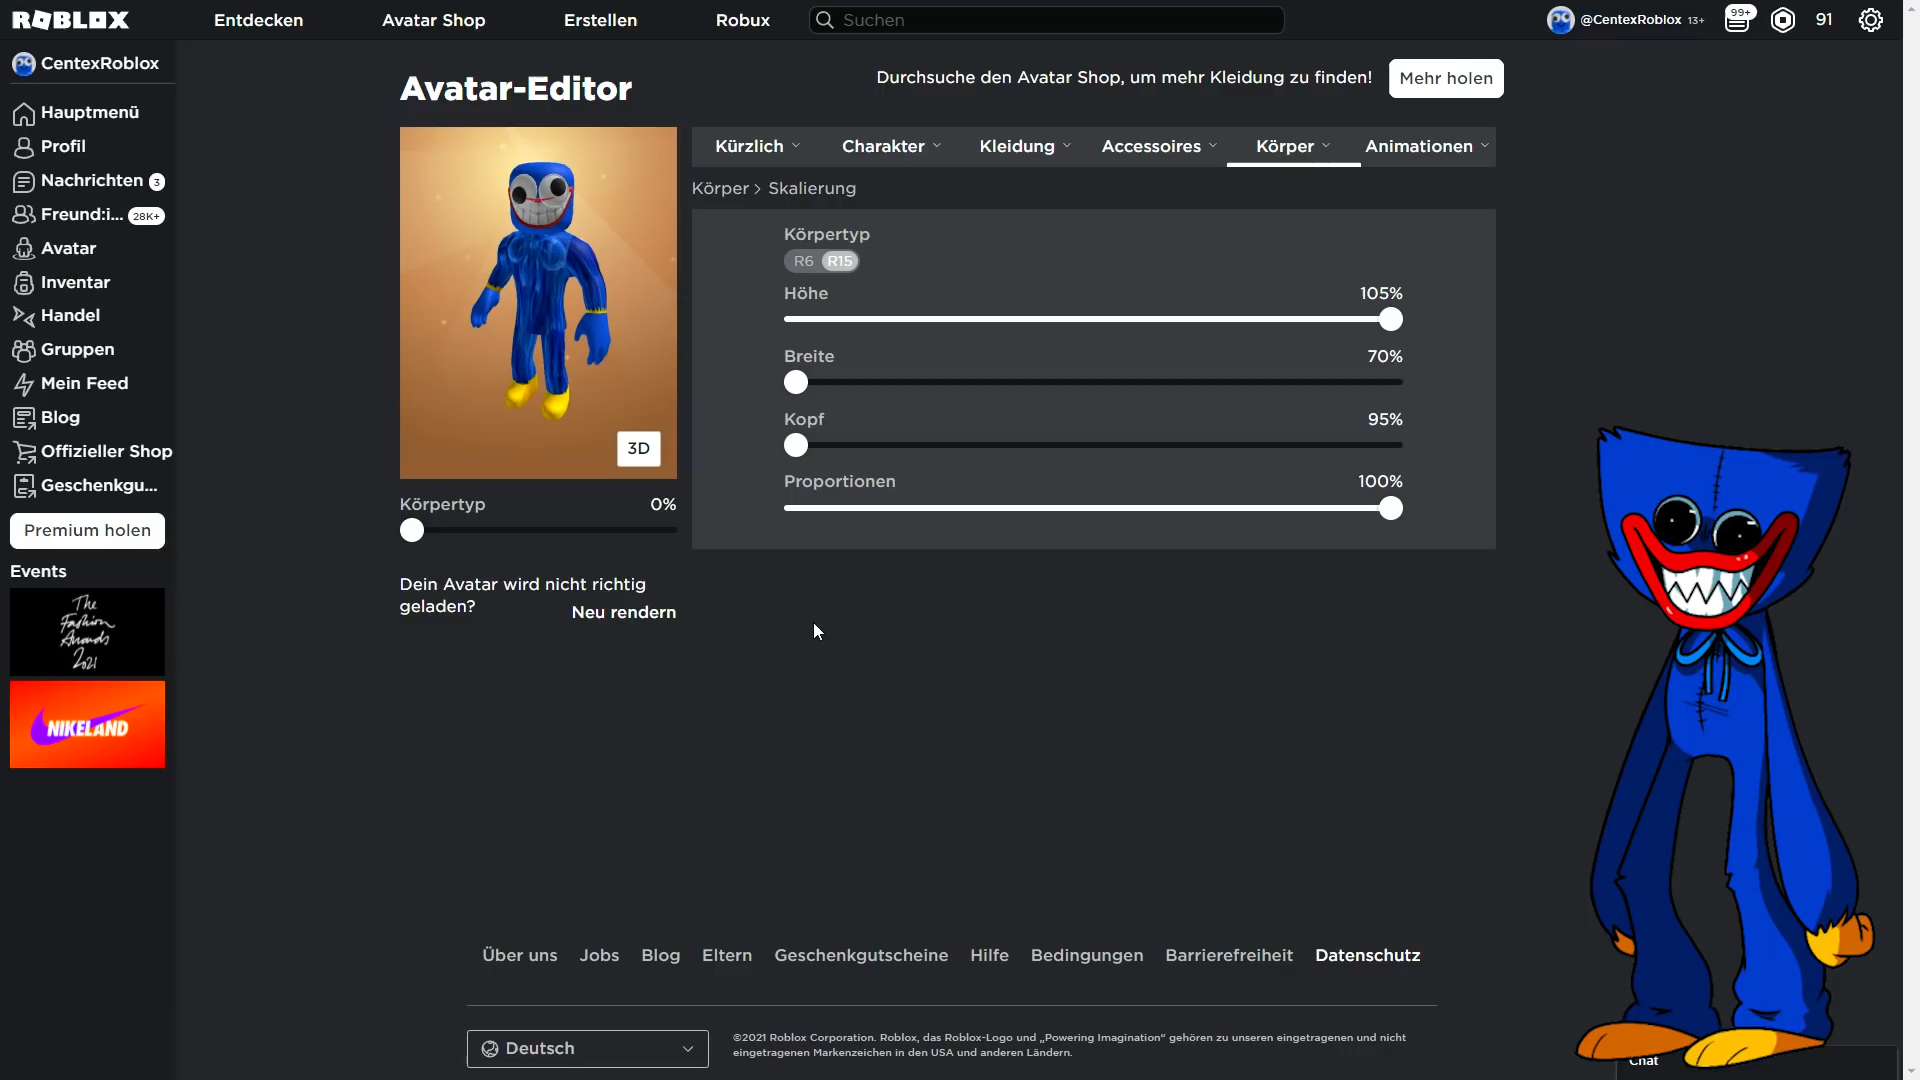 ROBLOX
Entdecken
Avatar Shop
Erstellen
Robux
Suchen
@CentexRoblox 13+
99+
91
CentexRoblox
Hauptmenü
Profil
Nachrichten 3
Freund:i... 28K+
Avatar
Inventar
Handel
Gruppen
Mein Feed
Blog
Offizieller Shop
Geschenkgu...
Premium holen
Events
The
Fashion
Awards
2021
NIKELAND
Avatar-Editor
Durchsuche den Avatar Shop, um mehr Kleidung zu finden!
Mehr holen
3D
Körpertyp 0%
Dein Avatar wird nicht richtig
geladen?
Neu rendern
Kürzlich
Charakter
Kleidung
Accessoires
Körper
Animationen
Körper > Skalierung
Körpertyp
R6 R15
Höhe 105%
Breite 70%
Kopf 95%
Proportionen 100%
Über uns
Jobs
Blog
Eltern
Geschenkgutscheine
Hilfe
Bedingungen
Barrierefreiheit
Datenschutz
Deutsch
©2021 Roblox Corporation. Roblox, das Roblox-Logo und „Powering Imagination" gehören zu unseren eingetragenen und nicht
eingetragenen Markenzeichen in den USA und anderen Ländern.
Chat